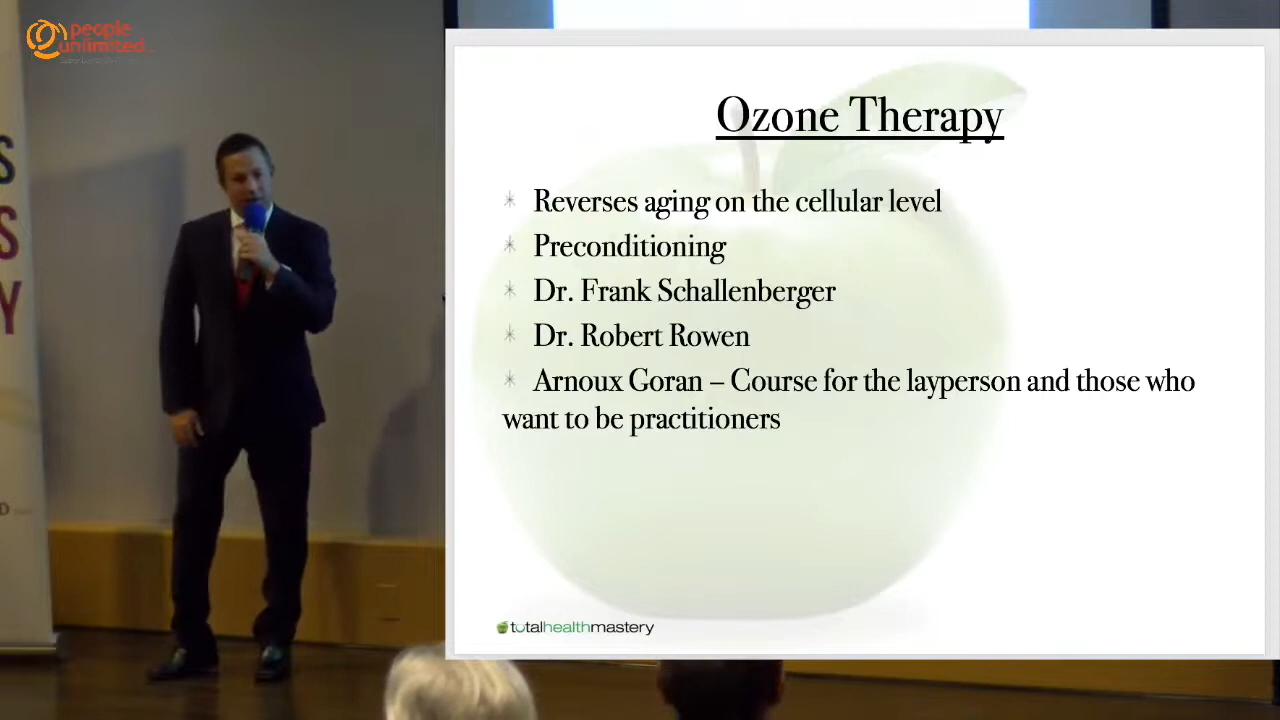 people
unlimited
S
S
Y
D
Ozone Therapy
Reverses aging on the cellular level
Preconditioning
Dr. Frank Schallenberger
Dr. Robert Rowen
Arnoux Goran – Course for the layperson and those who
want to be practitioners
totalhealthmastery